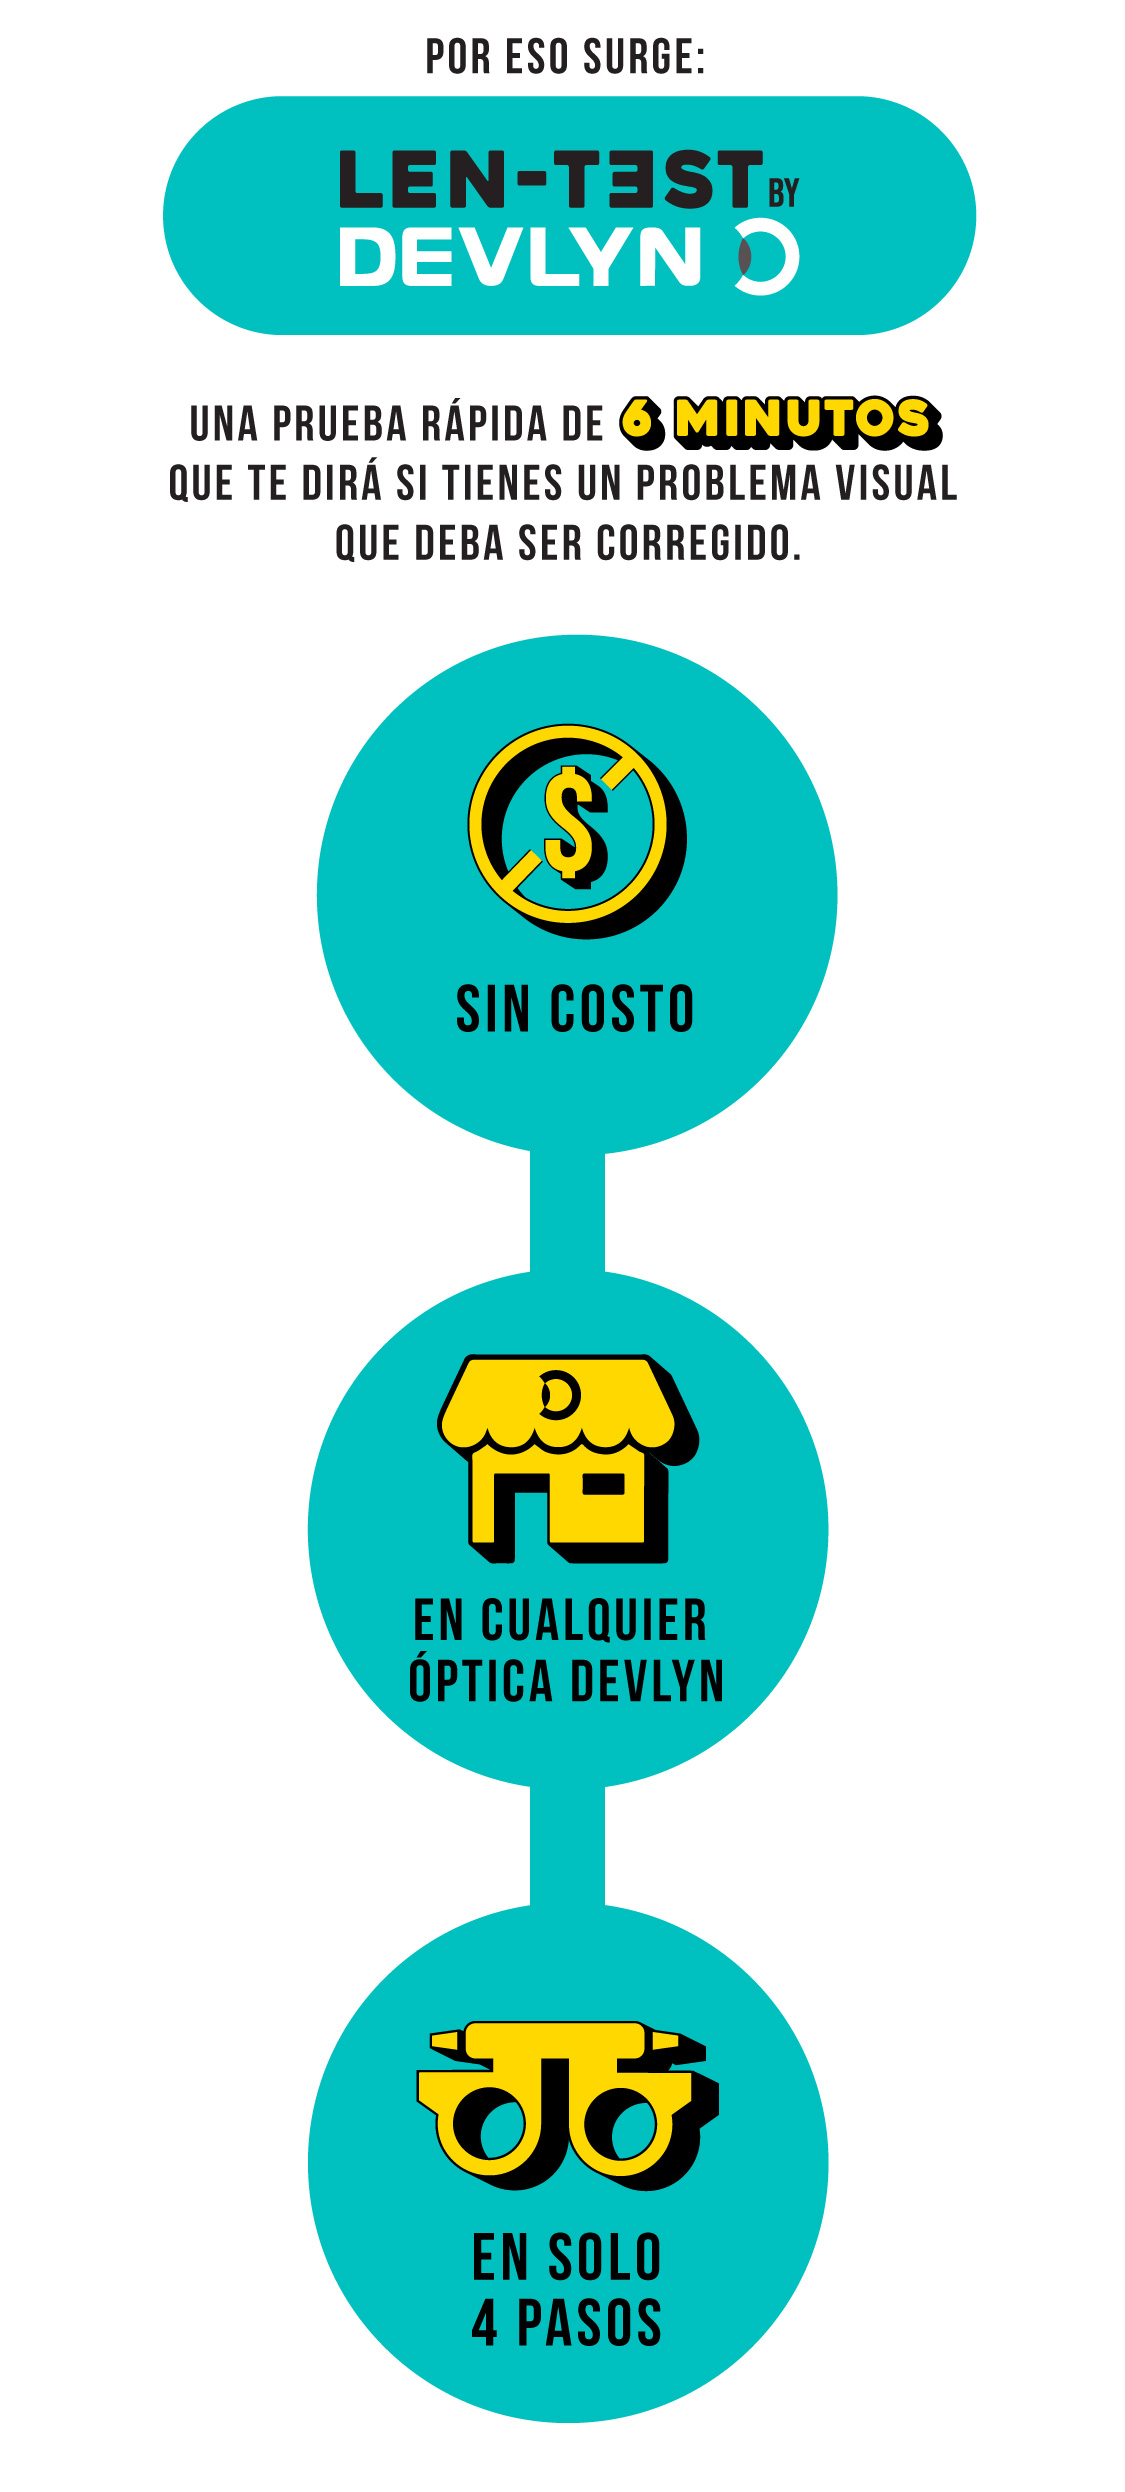 POR ESO SURGE:
LEN-TEST BY
DEVLYN
UNA PRUEBA RÁPIDA DE 6 MINUTOS
QUE TE DIRÁ SI TIENES UN PROBLEMA VISUAL
QUE DEBA SER CORREGIDO.
$
SIN COSTO
EN CUALQUIER
ÓPTICA DEVLYN
EN SOLO
4 PASOS